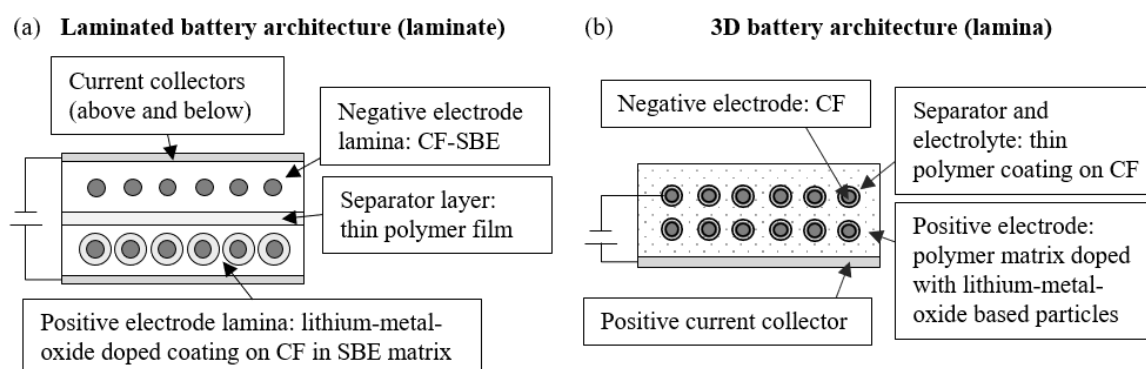 (a) Laminated battery architecture (laminate)
Current collectors
(above and below)
Negative electrode
lamina: CF-SBE
Separator layer:
thin polymer film
Positive electrode lamina: lithium-metal-
oxide doped coating on CF in SBE matrix
(b) 3D battery architecture (lamina)
Negative electrode: CF
Separator and
electrolyte: thin
polymer coating on CF
Positive electrode:
polymer matrix doped
with lithium-metal-
oxide based particles
Positive current collector